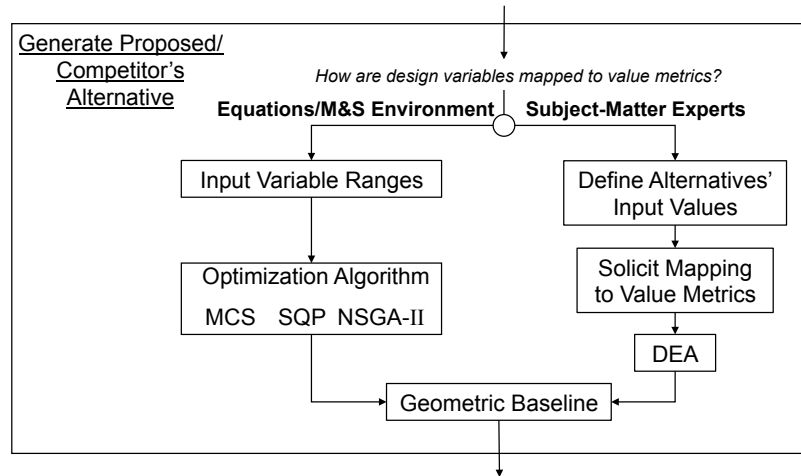 Generate Proposed/
Competitor's
Alternative
How are design variables mapped to value metrics?
Equations/M&S Environment
Subject-Matter Experts
Input Variable Ranges
Define Alternatives'
Input Values
Optimization Algorithm
MCS SQP NSGA-II
Solicit Mapping
to Value Metrics
DEA
Geometric Baseline